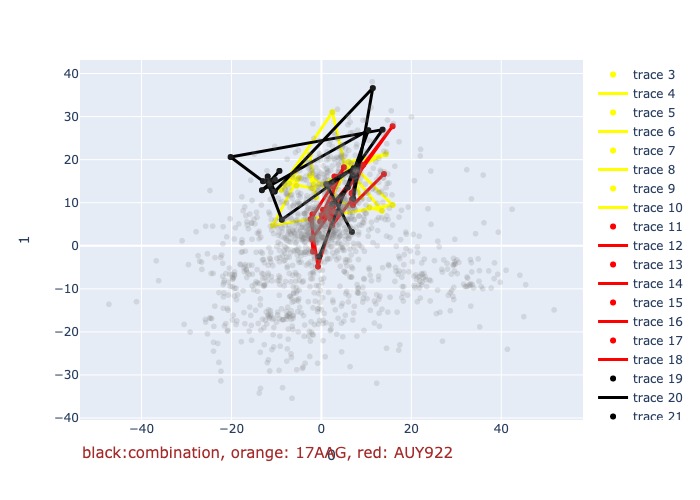 40
30
20
10
0
−10
−20
−30
−40
1
−40
−20
0
20
40
0
black:combination, orange: 17AAG, red: AUY922
trace 3
trace 4
trace 5
trace 6
trace 7
trace 8
trace 9
trace 10
trace 11
trace 12
trace 13
trace 14
trace 15
trace 16
trace 17
trace 18
trace 19
trace 20
trace 21